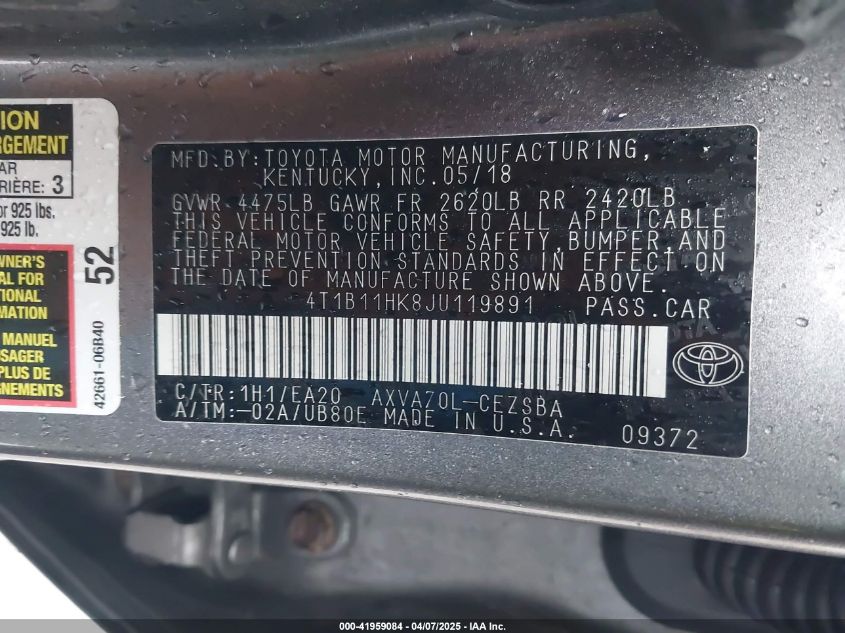 ION
RGEMENT
AR
RIÈRE: 3
or 925 lbs.
925 lb.
WNER'S
AL FOR
TIONAL
MATION
MANUEL
SAGER
PLUS DE
GNEMENTS
52
42661-06B40
MFD.BY:TOYOTA MOTOR MANUFACTURING,
KENTUCKY,INC.05/18
GVWR 4475LB GAWR FR 2620LB RR 2420LB
THIS VEHICLE CONFORMS TO ALL APPLICABLE
FEDERAL MOTOR VEHICLE SAFETY,BUMPER,AND
THEFT PREVENTION STANDARDS IN EFFECT ON
THE DATE OF MANUFACTURE SHOWN ABOVE.
4T1B11HK8JU119891 PASS.CAR
C/TR:1H1/EA20 AXVA70L-CEZSBA
A/TM:-02A/UB80E MADE IN U.S.A.
09372
000-41959084 - 04/07/2025 - IAA Inc.